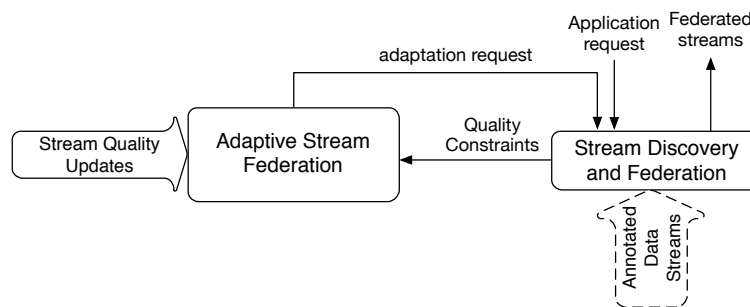 Application
request
Federated
streams
adaptation request
Stream Quality
Updates
Adaptive Stream
Federation
Quality
Constraints
Stream Discovery
and Federation
Annotated
Data
Streams